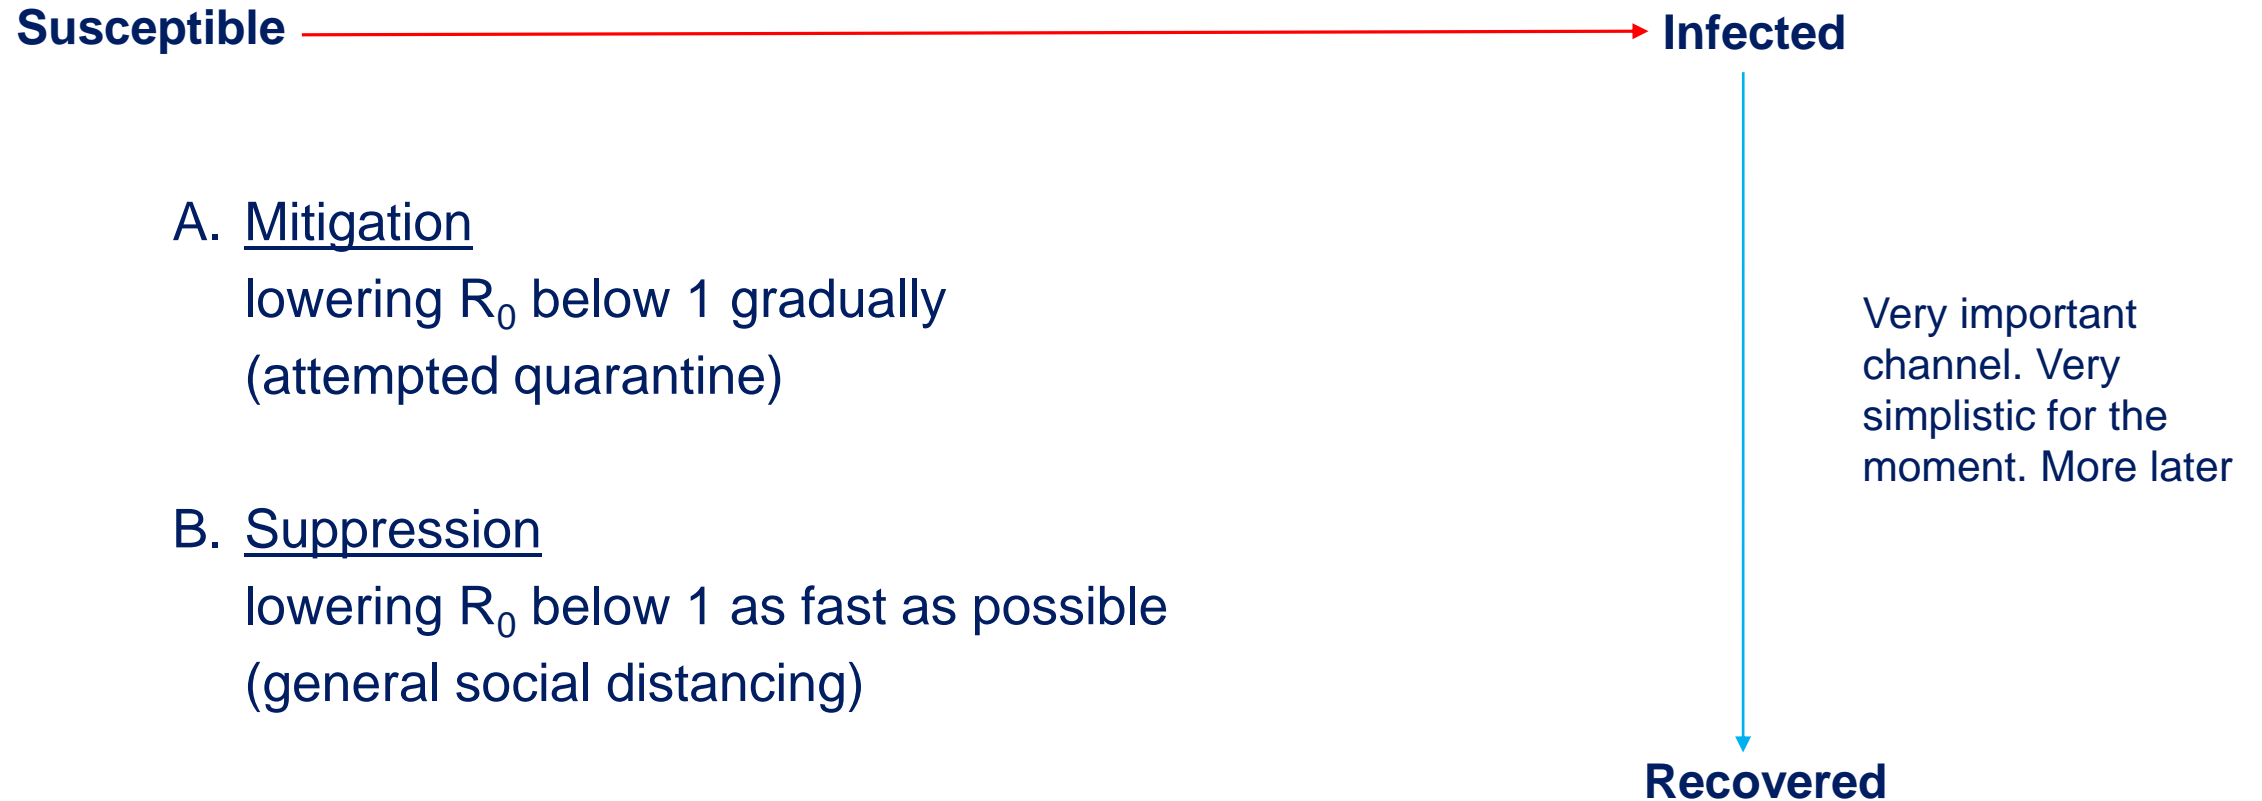 Susceptible
Infected
A. Mitigation
lowering R₀ below 1 gradually
(attempted quarantine)
Very important
channel. Very
simplistic for the
moment. More later
B. Suppression
lowering R₀ below 1 as fast as possible
(general social distancing)
Recovered